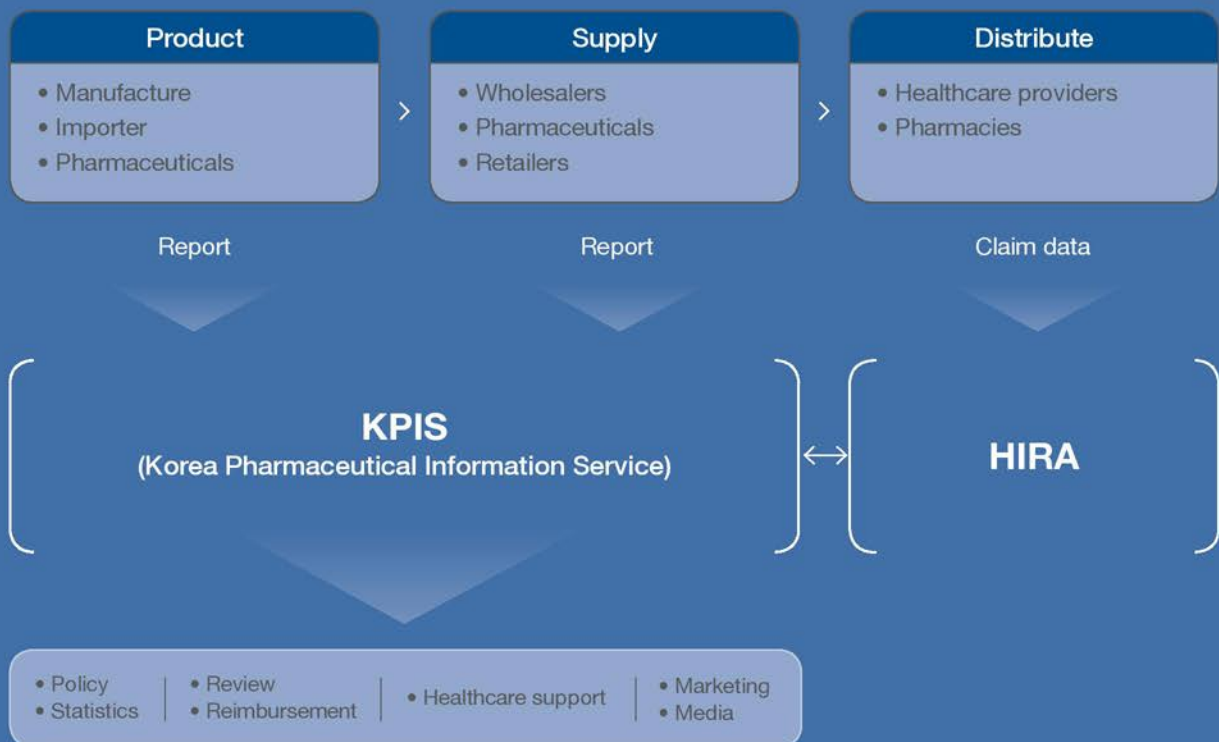 Product
• Manufacture
• Importer
• Pharmaceuticals
Supply
• Wholesalers
• Pharmaceuticals
• Retailers
Distribute
• Healthcare providers
• Pharmacies
Report
Report
Claim data
KPIS
(Korea Pharmaceutical Information Service)
HIRA
• Policy
• Statistics
• Review
• Reimbursement
• Healthcare support
• Marketing
• Media